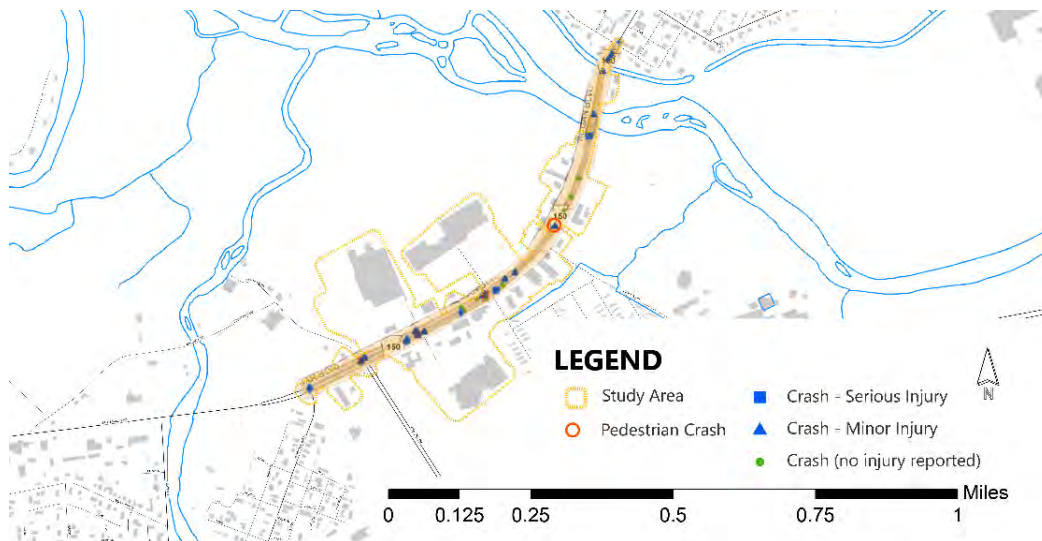 150
150
LEGEND
Study Area
Pedestrian Crash
Crash - Serious Injury
Crash - Minor Injury
Crash (no injury reported)
N
Miles
0 0.125 0.25 0.5 0.75 1